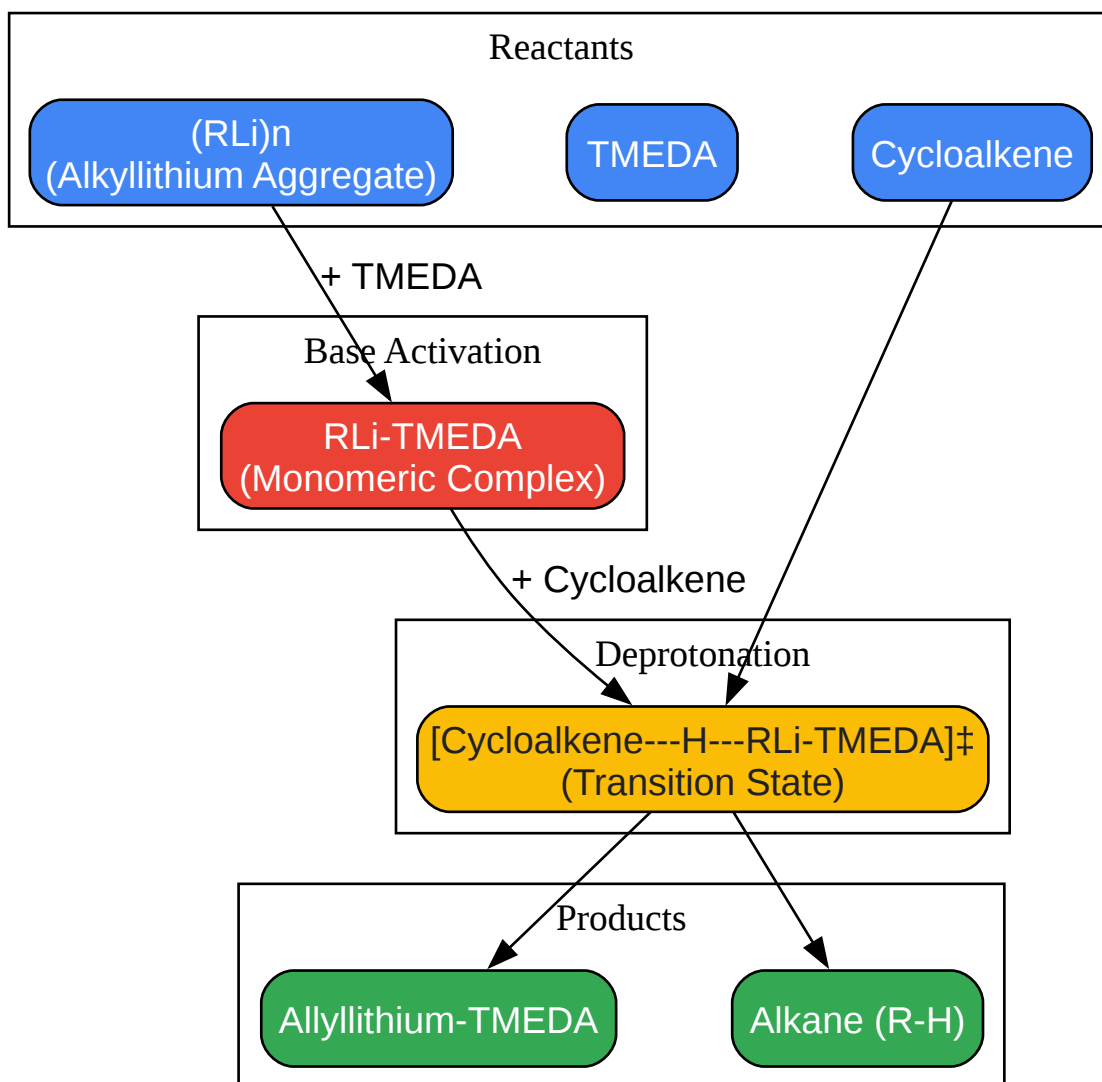 Reactants
(RLi)n
(Alkyllithium Aggregate)
TMEDA
Cycloalkene
+ TMEDA
Base Activation
RLi-TMEDA
(Monomeric Complex)
+ Cycloalkene
Deprotonation
[Cycloalkene---H---RLi-TMEDA]‡
(Transition State)
Products
Allyllithium-TMEDA
Alkane (R-H)